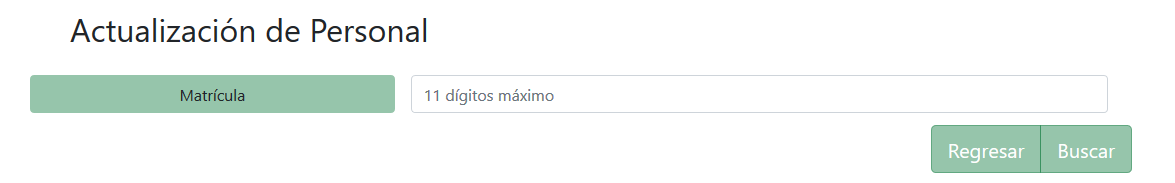 Actualización de Personal
Matrícula 11 dígitos máximo
Regresar Buscar